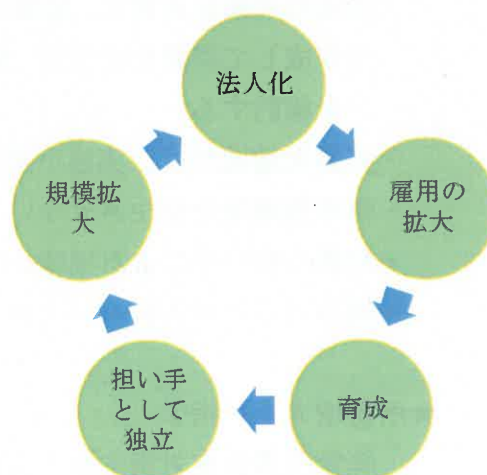 法人化
雇用の
拡大
育成
担い手
として
独立
規模拡
大